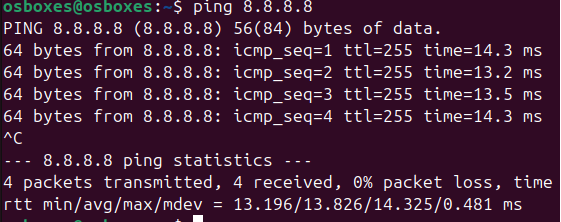 osboxes@osboxes:~$ ping 8.8.8.8
PING 8.8.8.8 (8.8.8.8) 56(84) bytes of data.
64 bytes from 8.8.8.8: icmp_seq=1 ttl=255 time=14.3 ms
64 bytes from 8.8.8.8: icmp_seq=2 ttl=255 time=13.2 ms
64 bytes from 8.8.8.8: icmp_seq=3 ttl=255 time=13.5 ms
64 bytes from 8.8.8.8: icmp_seq=4 ttl=255 time=14.3 ms
^C
--- 8.8.8.8 ping statistics ---
4 packets transmitted, 4 received, 0% packet loss, time
rtt min/avg/max/mdev = 13.196/13.826/14.325/0.481 ms